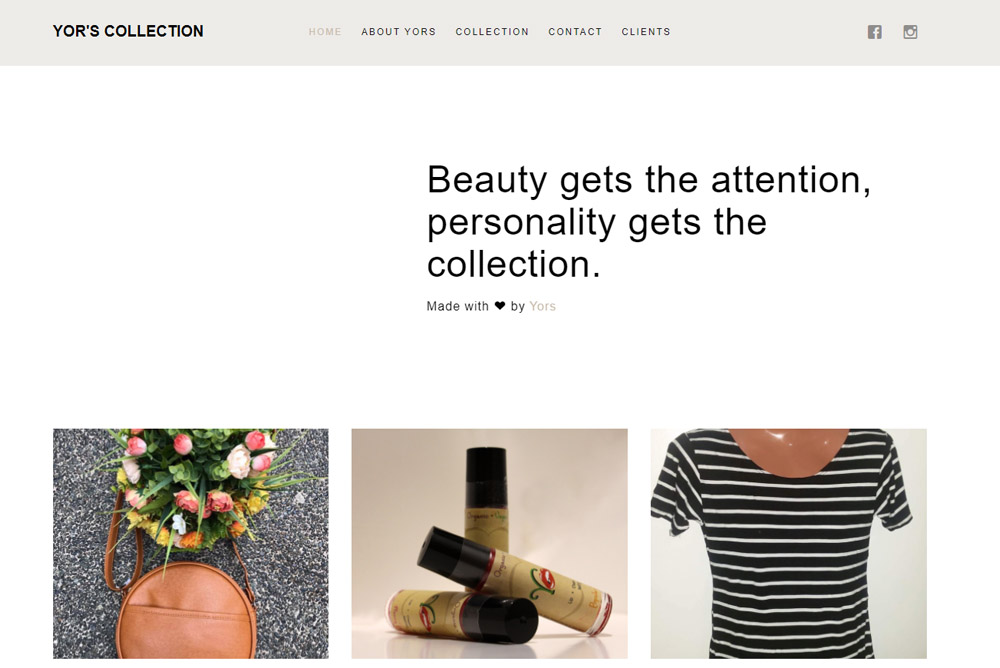 YOR'S COLLECTION
HOME ABOUT YORS COLLECTION CONTACT CLIENTS
Beauty gets the attention,
personality gets the
collection.
Made with ❤ by Yors